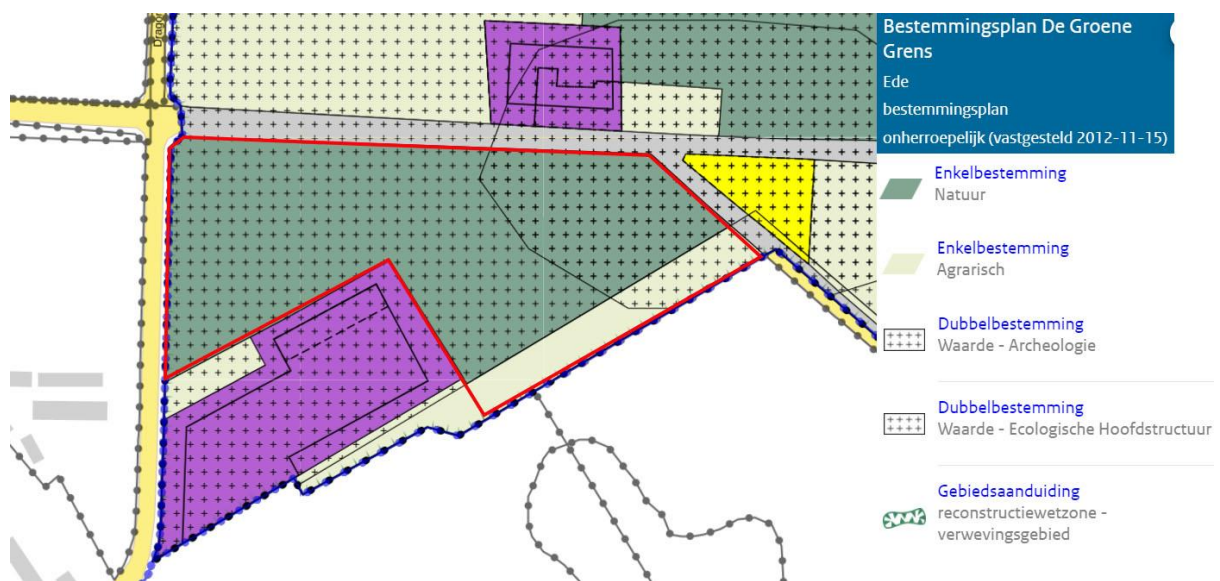 Bestemmingsplan De Groene
Grens
Ede
bestemmingsplan
onherroepelijk (vastgesteld 2012-11-15)
Enkelbestemming
Natuur
Enkelbestemming
Agrarisch
Dubbelbestemming
Waarde - Archeologie
Dubbelbestemming
Waarde - Ecologische Hoofdstructuur
Gebiedsaanduiding
reconstructiewetzone -
verwevingsgebied